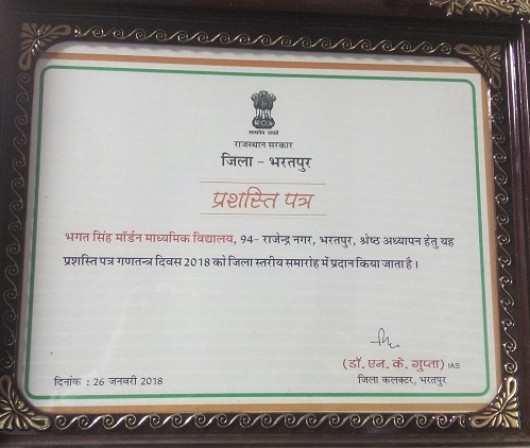 सत्यमेव जयते
राजस्थान सरकार
जिला - भरतपुर
प्रशस्ति पत्र
भगत सिंह मॉर्डन माध्यमिक विद्यालय, 94- राजेन्द्र नगर, भरतपुर, श्रेष्ठ अध्यापन हेतु यह
प्रशस्ति पत्र गणतन्त्र दिवस 2018 को जिला स्तरीय समारोह में प्रदान किया जाता है।
(डॉ. एन. के. गुप्ता) IAS
दिनांक : 26 जनवरी 2018 जिला कलक्टर, भरतपुर